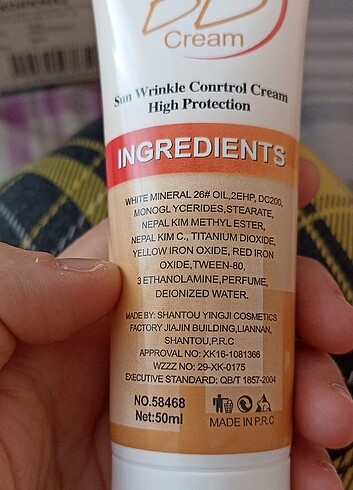 BB
Cream
Sun Wrinkle Conrtrol Cream
High Protection
INGREDIENTS
WHITE MINERAL 26# OIL,2EHP, DC200,
MONOGL YCERIDES,STEARATE,
NEPAL KIM METHYL ESTER,
NEPAL KIM C., TITANIUM DIOXIDE,
YELLOW IRON OXIDE, RED IRON
OXIDE,TWEEN-80,
3 ETHANOLAMINE,PERFUME,
DEIONIZED WATER.
MADE BY: SHANTOU YINGJI COSMETICS
FACTORY JIAJIN BUILDING,LIANNAN,
SHANTOU,P.R.C
APPROVAL NO: XK16-1081366
WZZZ NO: 29-XK-0175
EXECUTIVE STANDARD: QB/T 1857-2004
NO.58468
Net:50ml
MADE IN P.R.C